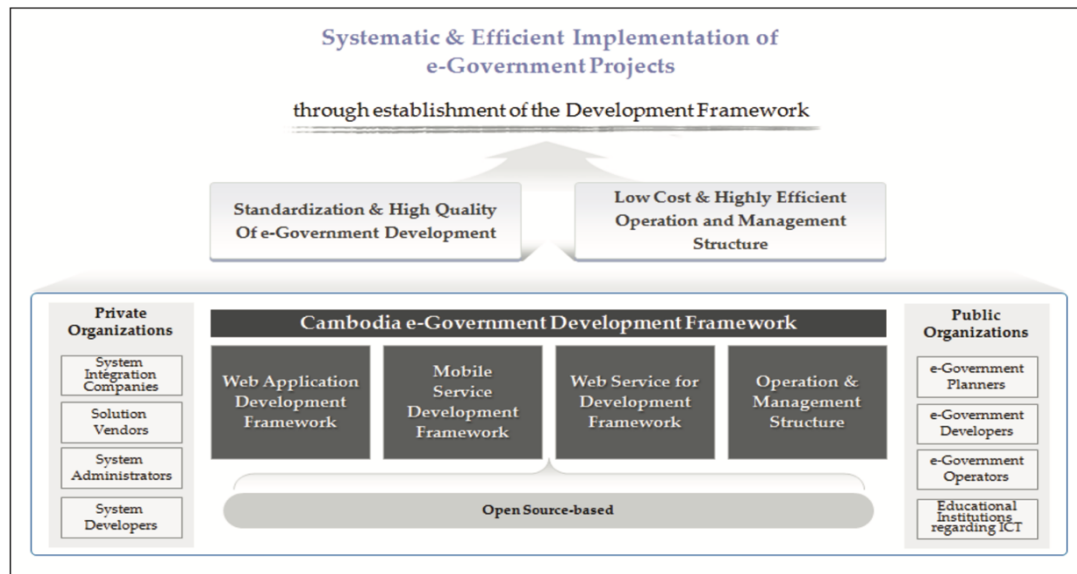 Systematic & Efficient Implementation of
e-Government Projects
through establishment of the Development Framework
Standardization & High Quality
Of e-Government Development
Low Cost & Highly Efficient
Operation and Management
Structure
Private
Organizations
System
Intégration
Companies
Solution
Vendors
System
Administrators
System
Developers
Cambodia e-Government Development Framework
Web Application
Development
Framework
Mobile
Service
Development
Framework
Web Service for
Development
Framework
Operation &
Management
Structure
Open Source-based
Public
Organizations
e-Government
Planners
e-Government
Developers
e-Government
Operators
Educational
Institutions
regarding ICT